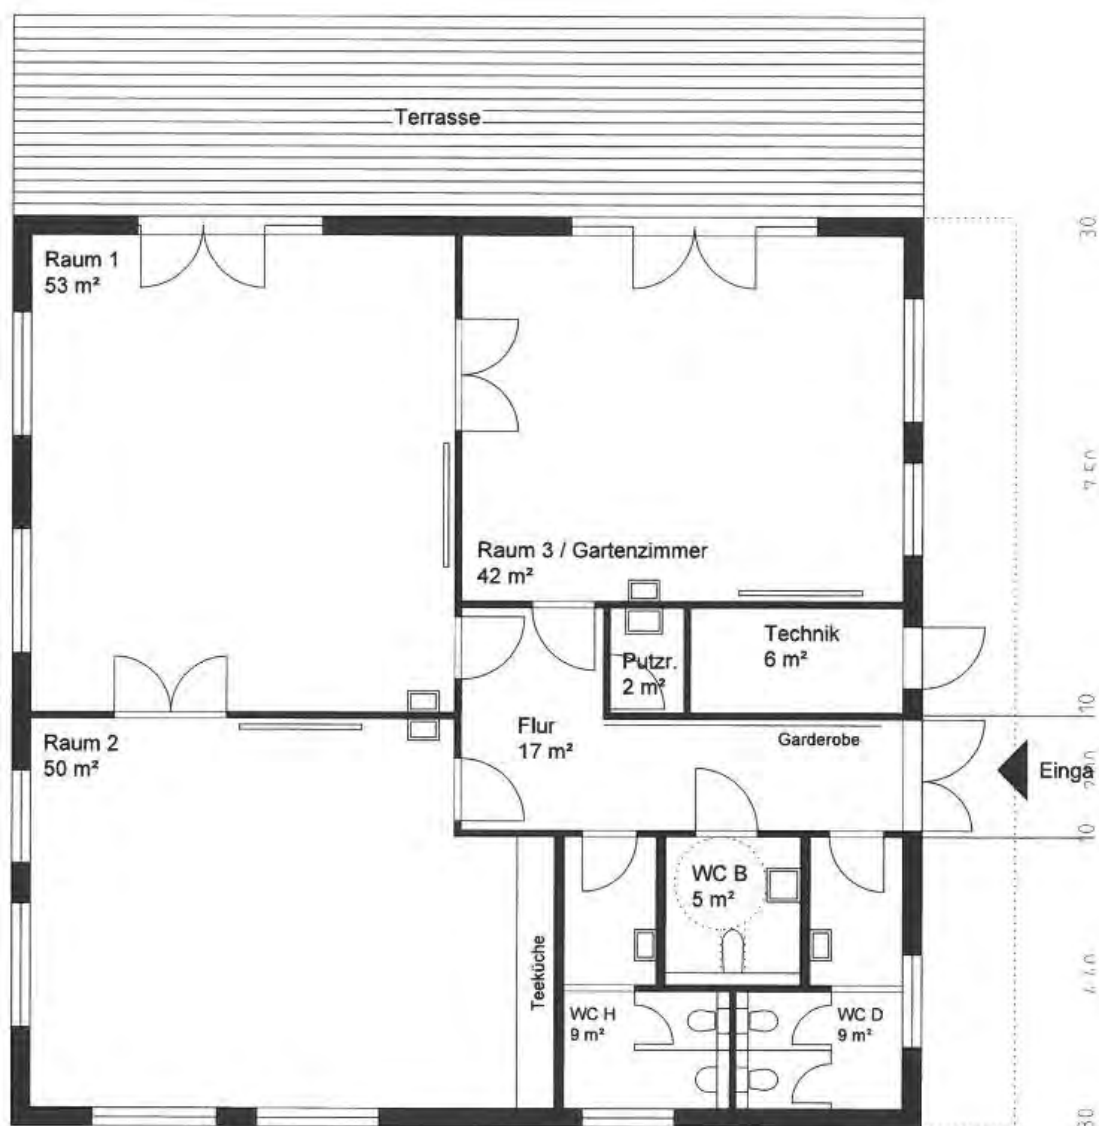 Terrasse
Raum 1
53 m²
30
Raum 3 / Gartenzimmer
42 m²
Technik
6 m²
Putzr.
2 m²
Flur
17 m²
Garderobe
10
Raum 2
50 m²
Einga
10
WC B
5 m²
Teeküche
WC H
9 m²
WC D
9 m²